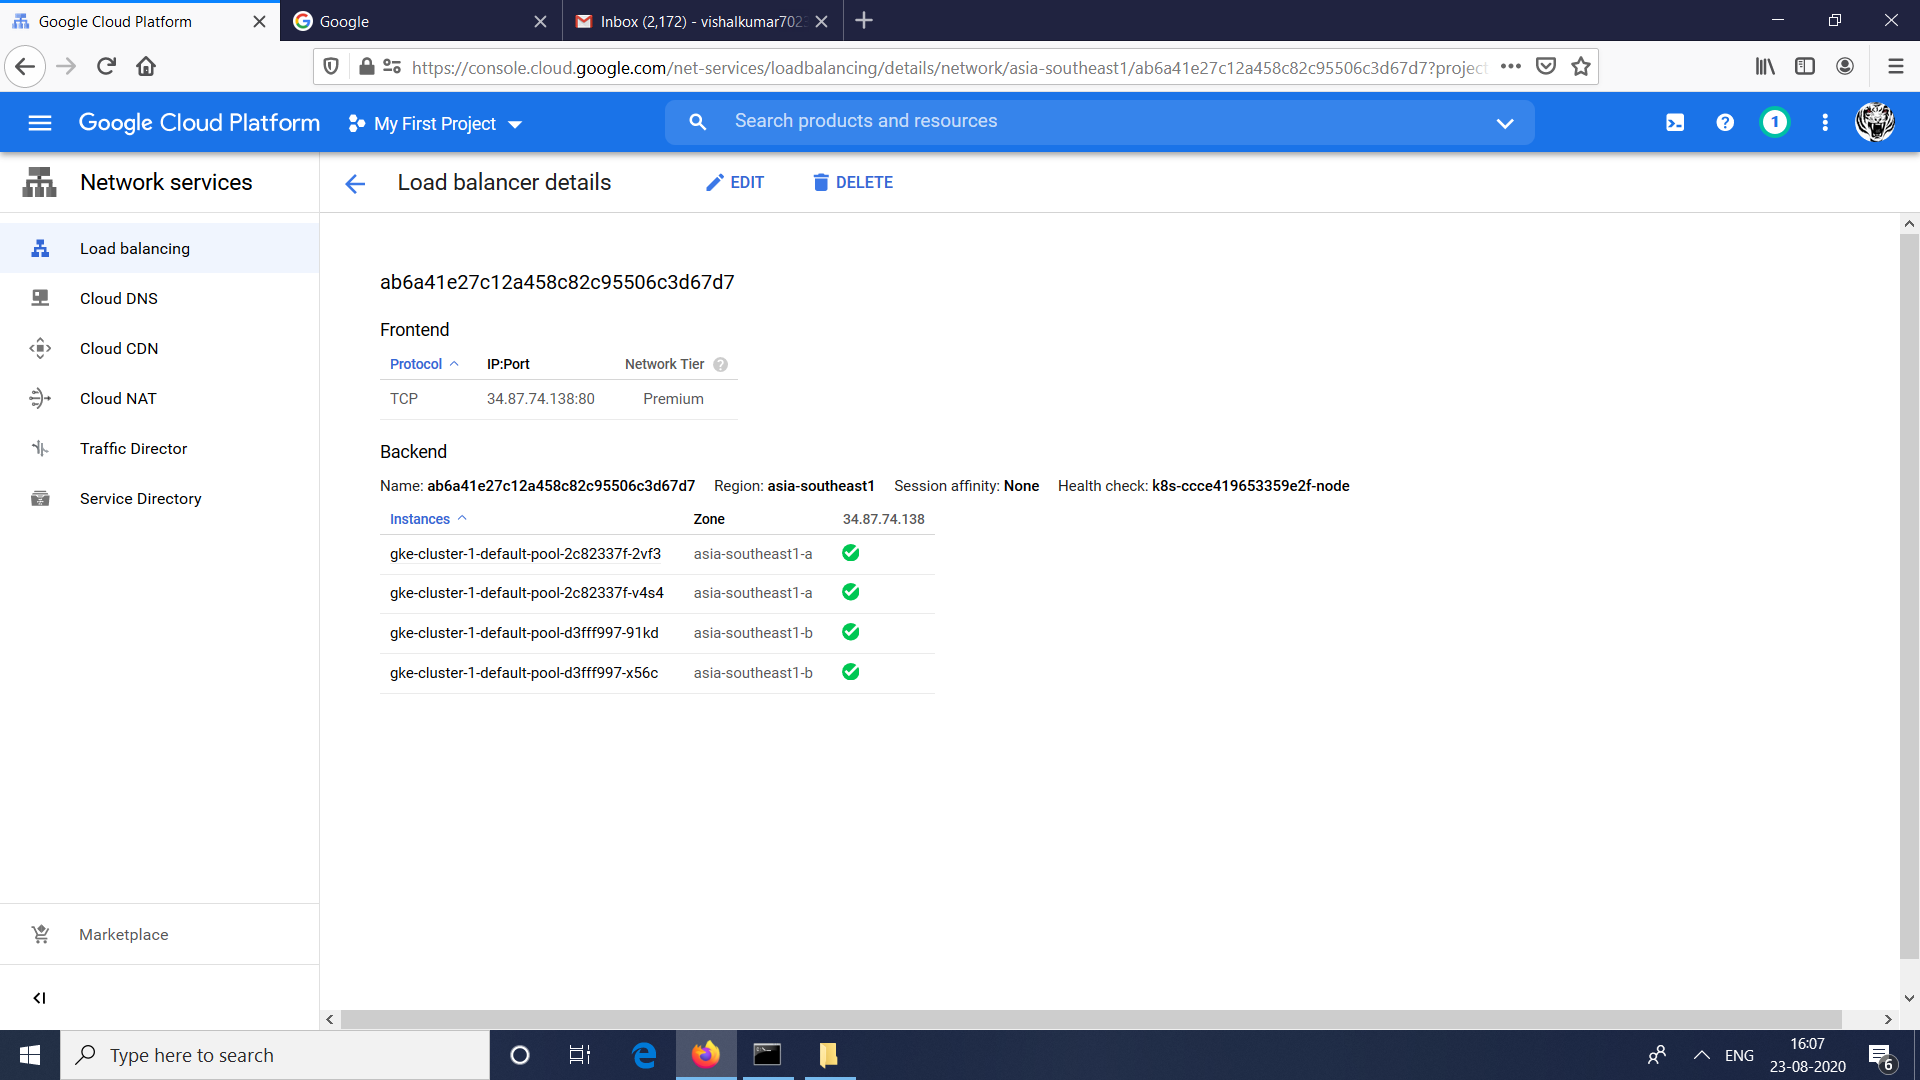 Google Cloud Platform
Google
Inbox (2,172) - vishalkumar702
https://console.cloud.google.com/net-services/loadbalancing/details/network/asia-southeast1/ab6a41e27c12a458c82c95506c3d67d7?project
Google Cloud Platform
My First Project
Search products and resources
1
Network services
Load balancer details
EDIT
DELETE
Load balancing
Cloud DNS
Cloud CDN
Cloud NAT
Traffic Director
Service Directory
Marketplace
ab6a41e27c12a458c82c95506c3d67d7
Frontend
Protocol IP:Port Network Tier
TCP 34.87.74.138:80 Premium
Backend
Name: ab6a41e27c12a458c82c95506c3d67d7 Region: asia-southeast1 Session affinity: None Health check: k8s-ccce419653359e2f-node
Instances Zone 34.87.74.138
gke-cluster-1-default-pool-2c82337f-2vf3 asia-southeast1-a
gke-cluster-1-default-pool-2c82337f-v4s4 asia-southeast1-a
gke-cluster-1-default-pool-d3fff997-91kd asia-southeast1-b
gke-cluster-1-default-pool-d3fff997-x56c asia-southeast1-b
Type here to search
ENG
16:07
23-08-2020
6